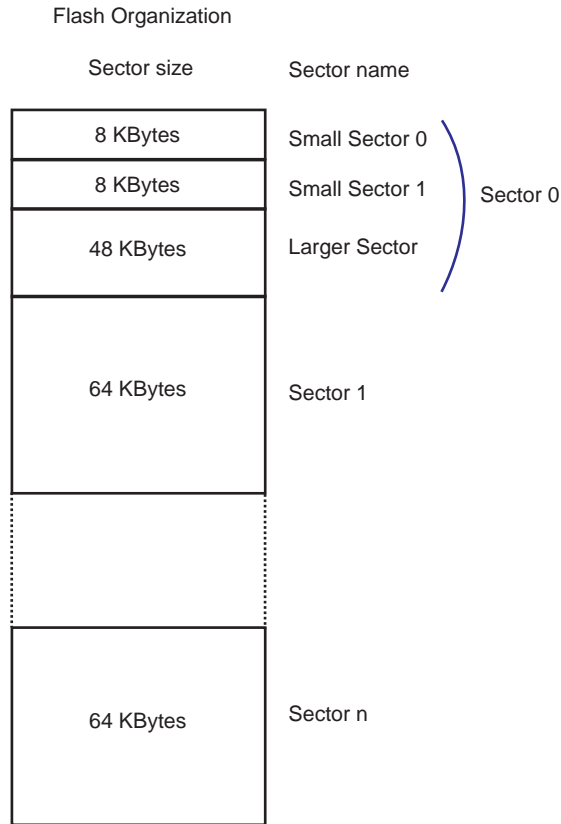 Flash Organization
Sector size Sector name
8 KBytes Small Sector 0
8 KBytes Small Sector 1 Sector 0
48 KBytes Larger Sector
64 KBytes Sector 1
64 KBytes Sector n